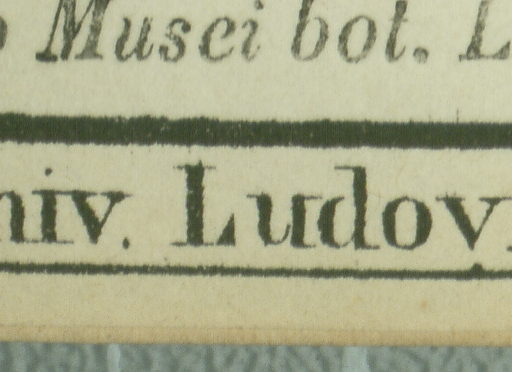 Musei bot.
niv. Ludov